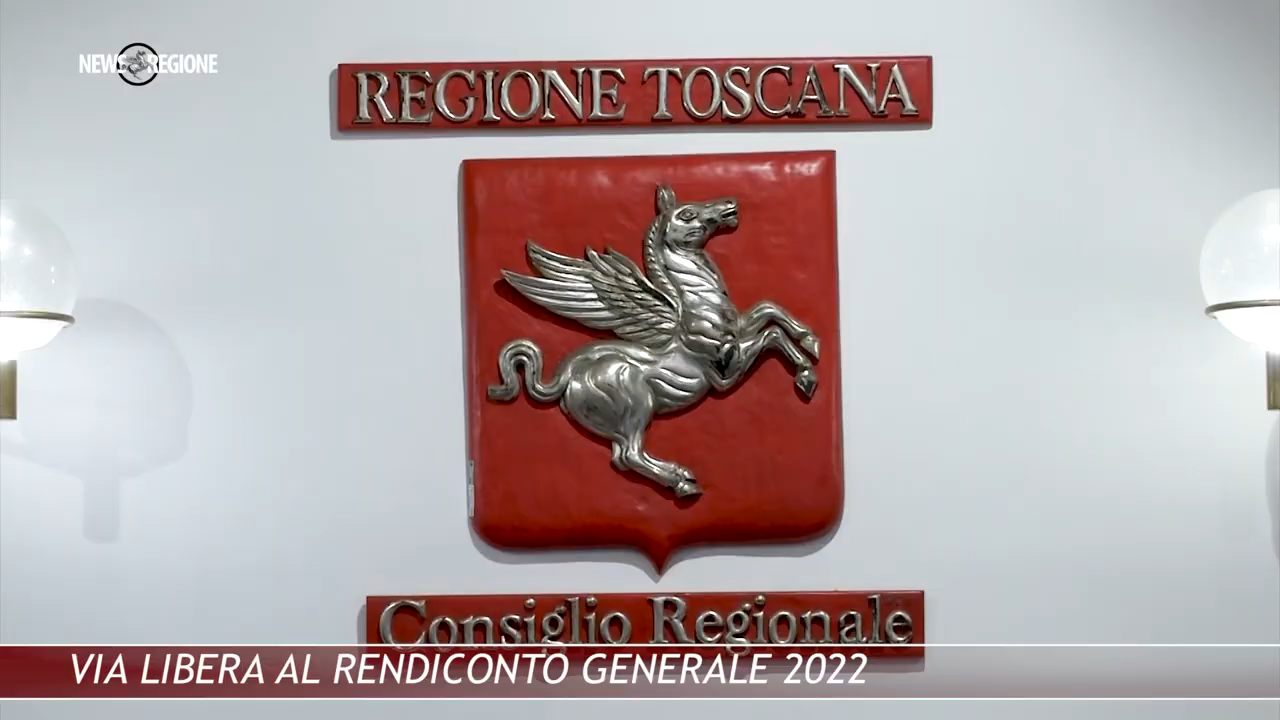 NEWS REGIONE
REGIONE TOSCANA
Consiglio Regionale
VIA LIBERA AL RENDICONTO GENERALE 2022